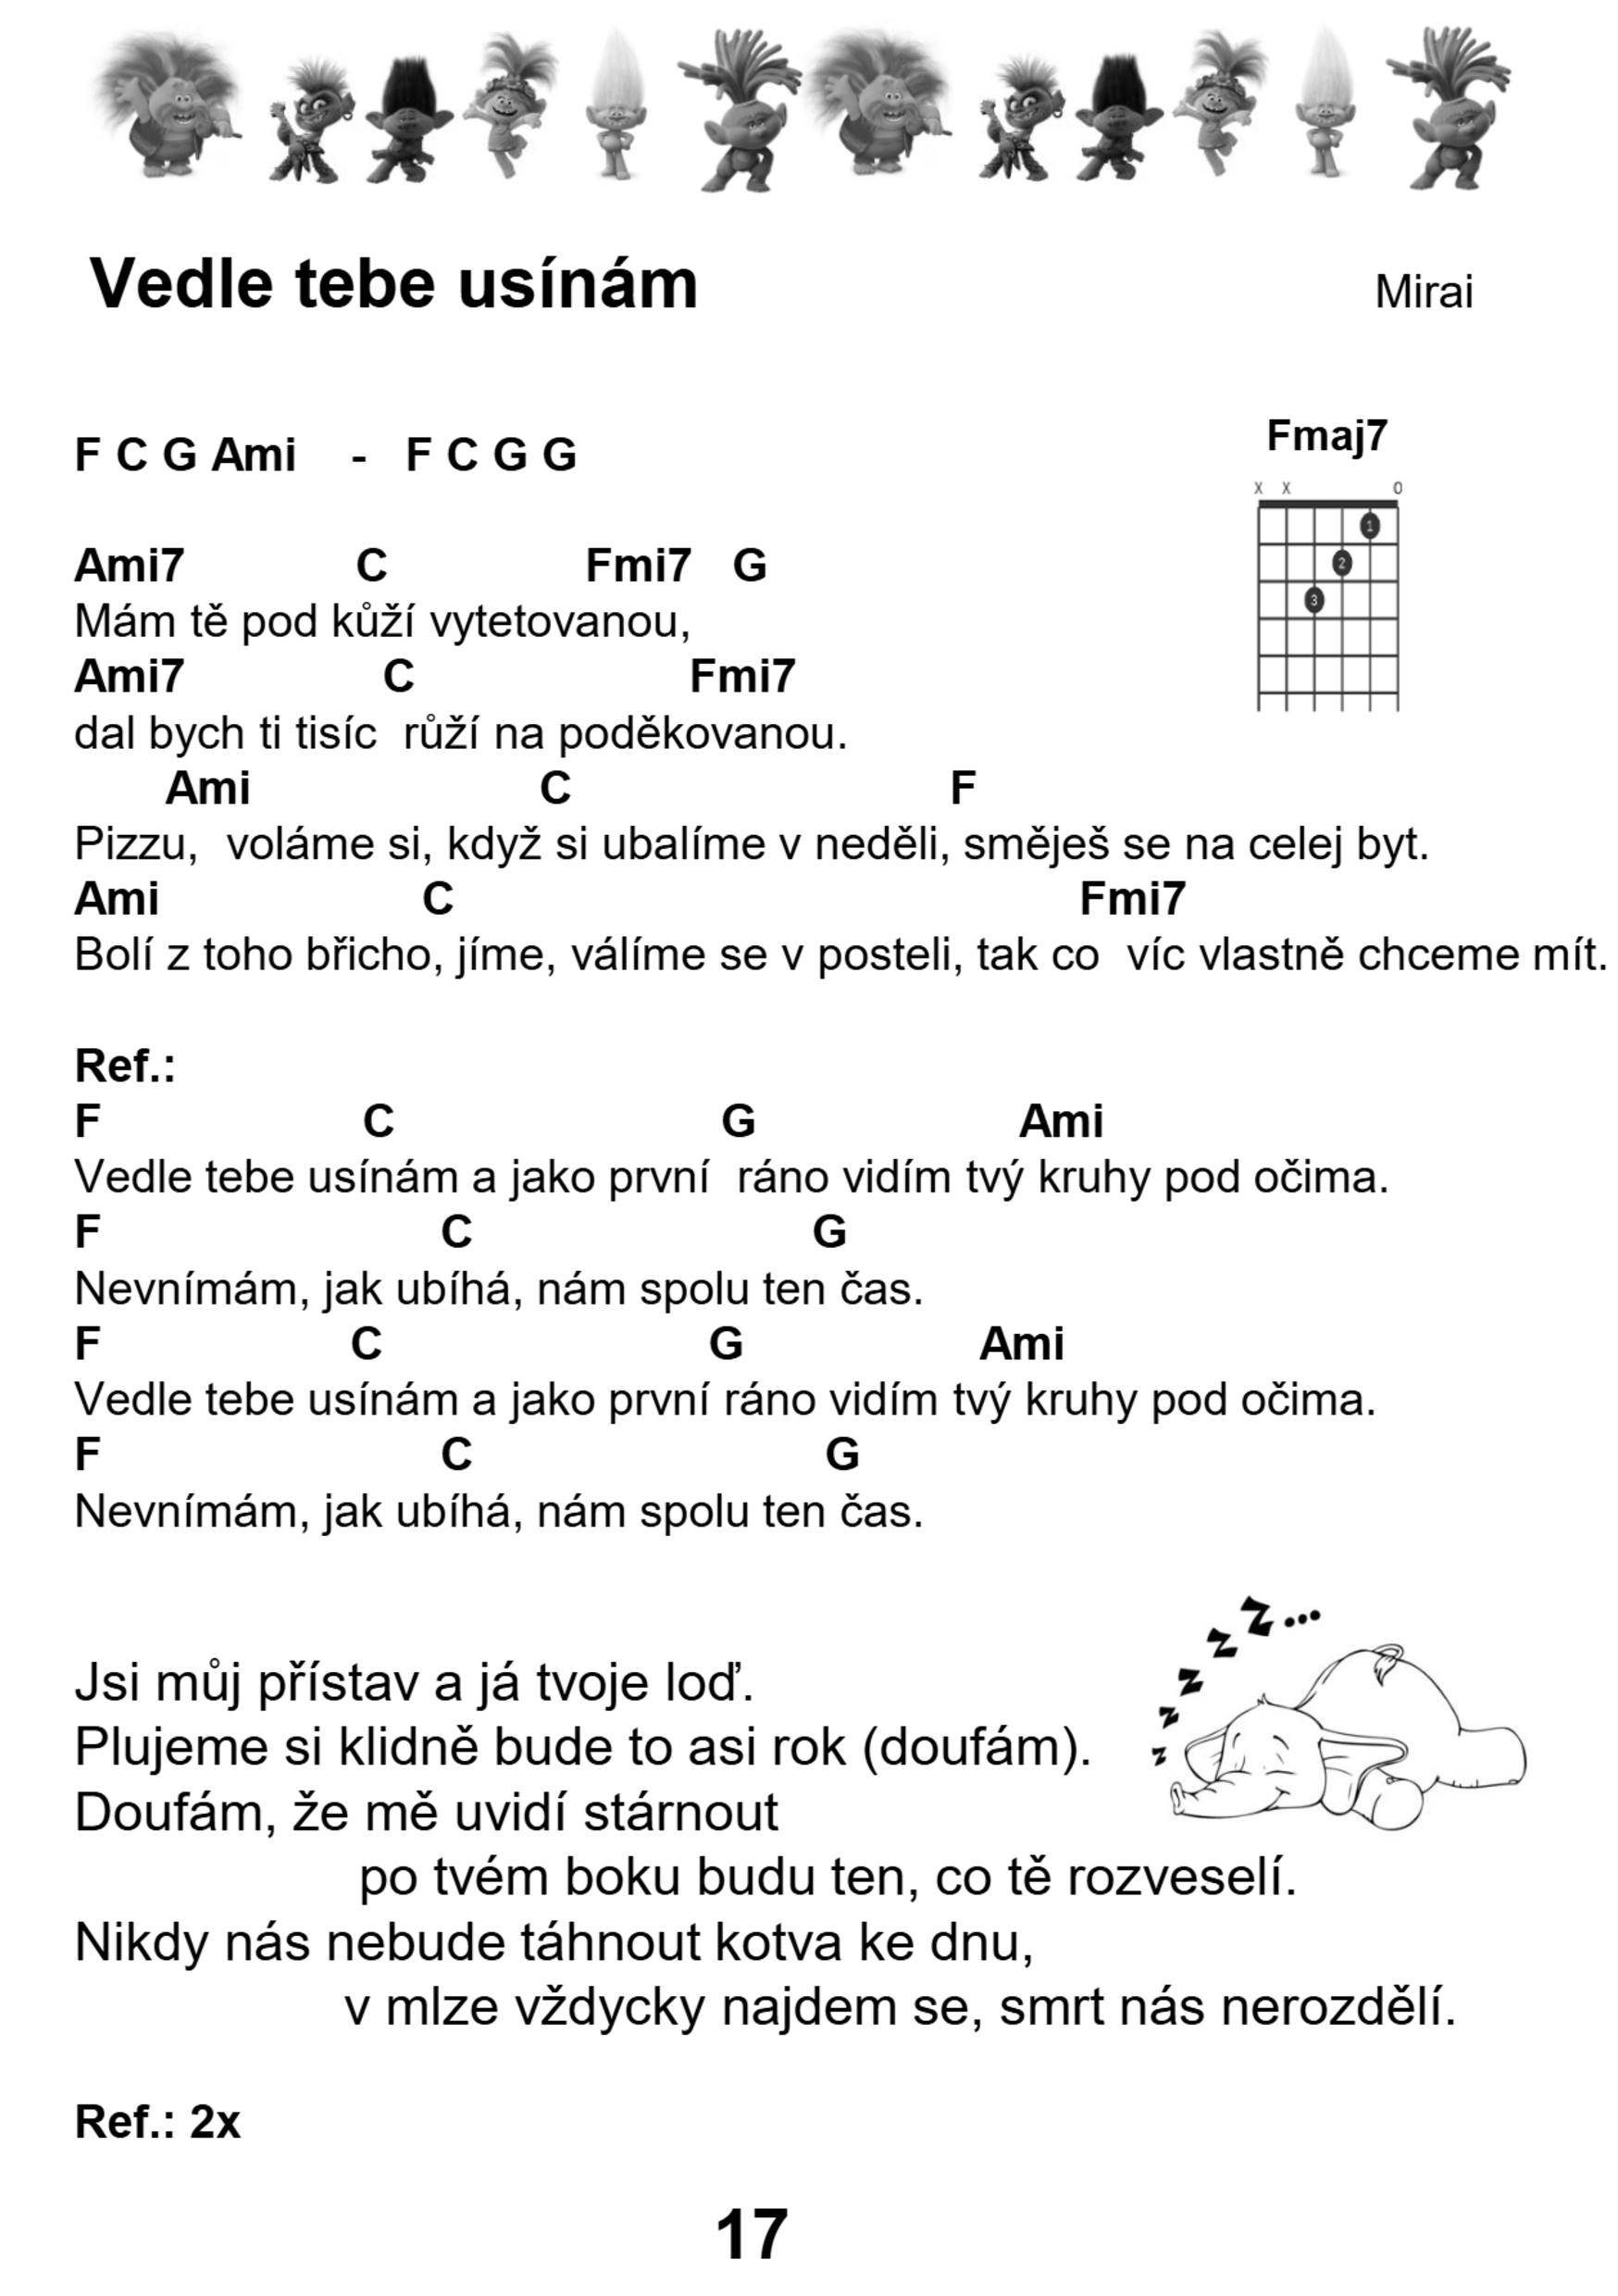 Vedle tebe usínám Mirai
F C G Ami - F C G G
Fmaj7
X X O
1
2
3
Ami7 C Fmi7 G
Mám tě pod kůží vytetovanou,
Ami7 C Fmi7
dal bych ti tisíc růží na poděkovanou.
Ami C F
Pizzu, voláme si, když si ubalíme v neděli, směješ se na celej byt.
Ami C Fmi7
Bolí z toho břicho, jíme, válíme se v posteli, tak co víc vlastně chceme mít.
Ref.:
F C G Ami
Vedle tebe usínám a jako první ráno vidím tvý kruhy pod očima.
F C G
Nevnímám, jak ubíhá, nám spolu ten čas.
F C G Ami
Vedle tebe usínám a jako první ráno vidím tvý kruhy pod očima.
F C G
Nevnímám, jak ubíhá, nám spolu ten čas.
z z z z Z...
Jsi můj přístav a já tvoje loď.
Plujeme si klidně bude to asi rok (doufám).
Doufám, že mě uvidí stárnout
po tvém boku budu ten, co tě rozveselí.
Nikdy nás nebude táhnout kotva ke dnu,
v mlze vždycky najdem se, smrt nás nerozdělí.
Ref.: 2x
17